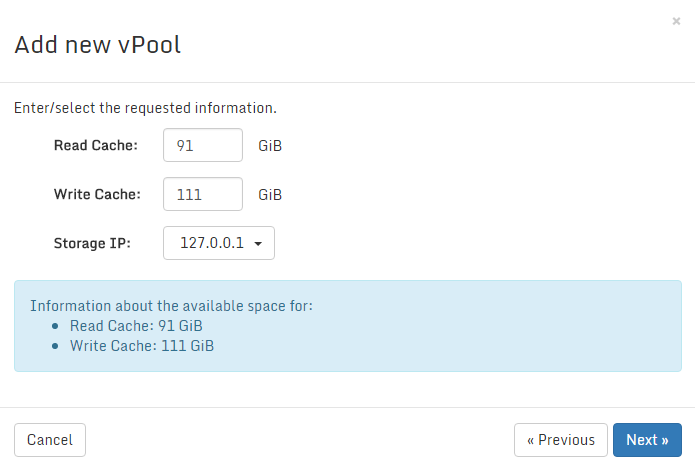 ×
Add new vPool
Enter/select the requested information.
Read Cache: 91 GiB
Write Cache: 111 GiB
Storage IP: 127.0.0.1
Information about the available space for:
• Read Cache: 91 GiB
• Write Cache: 111 GiB
Cancel « Previous Next »